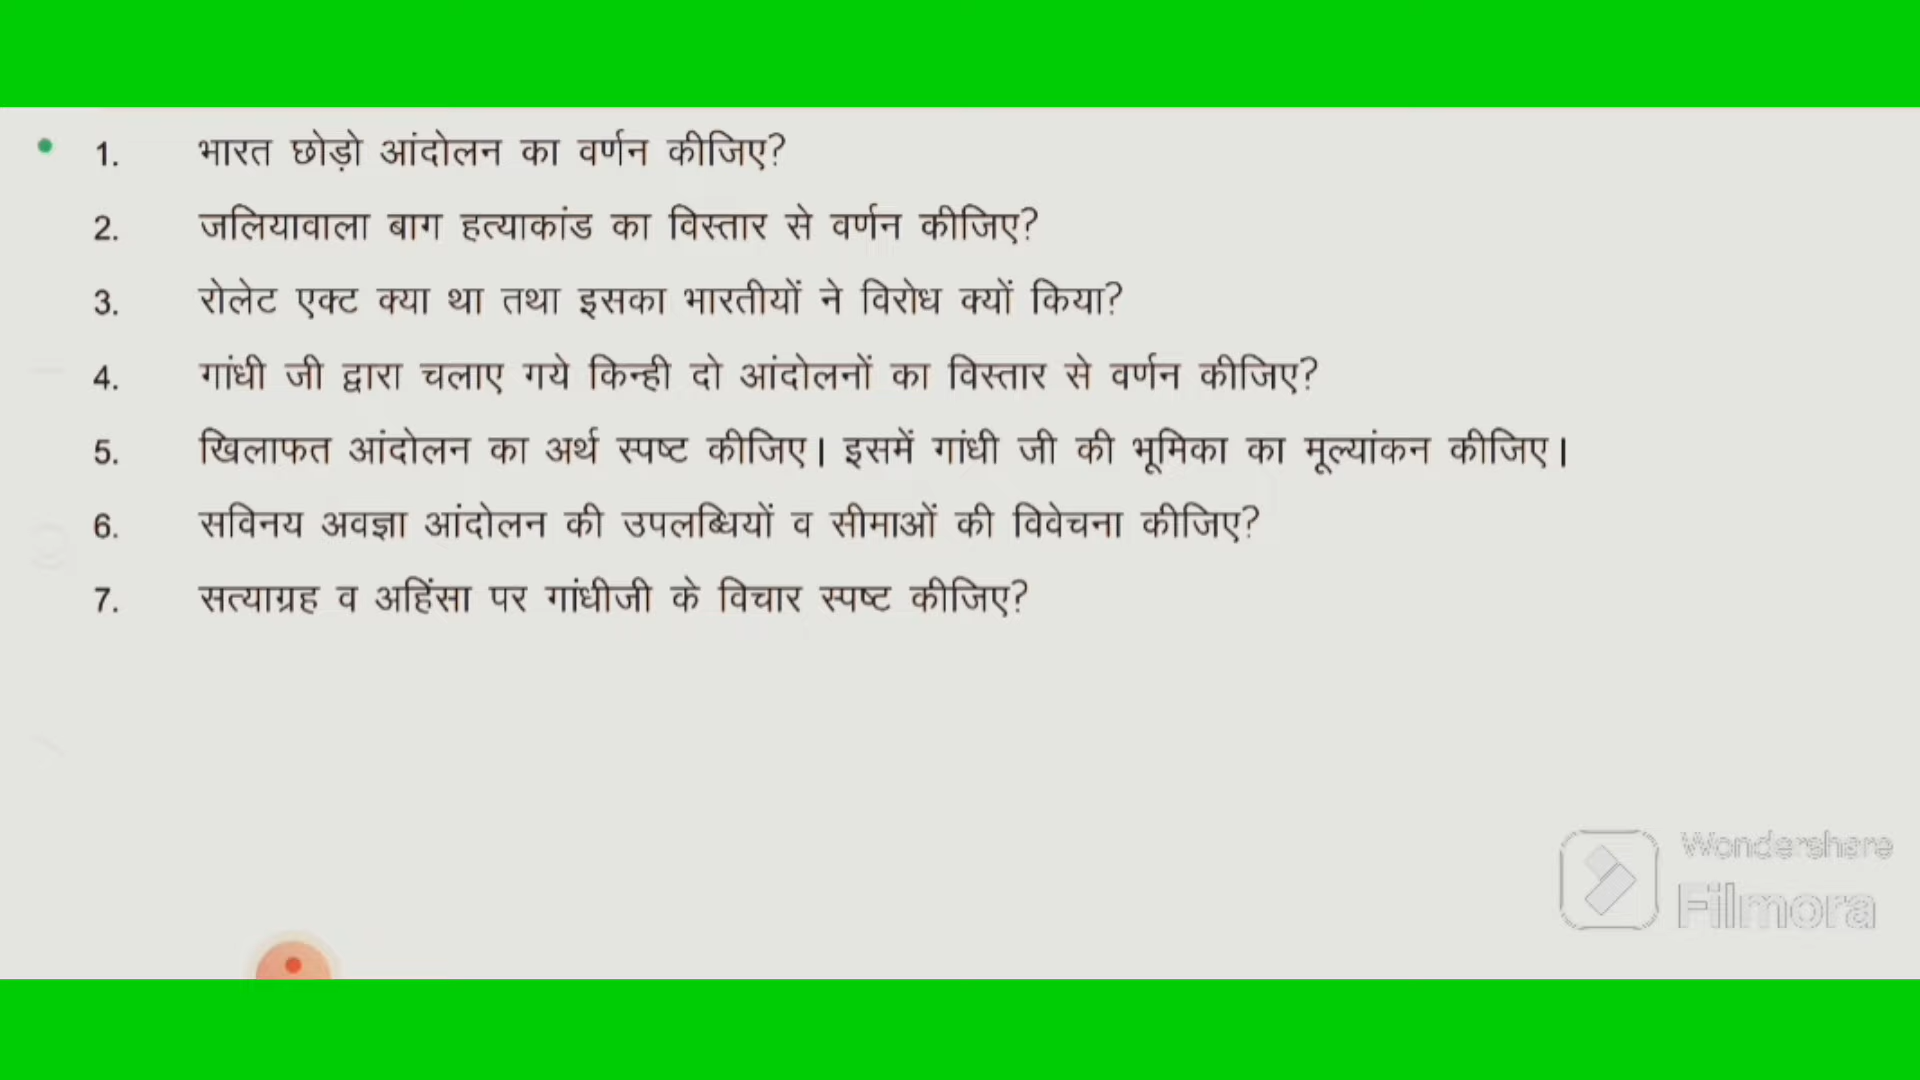 1. भारत छोड़ो आंदोलन का वर्णन कीजिए?
2. जलियावाला बाग हत्याकांड का विस्तार से वर्णन कीजिए?
3. रोलेट एक्ट क्या था तथा इसका भारतीयों ने विरोध क्यों किया?
4. गांधी जी द्वारा चलाए गये किन्ही दो आंदोलनों का विस्तार से वर्णन कीजिए?
5. खिलाफत आंदोलन का अर्थ स्पष्ट कीजिए। इसमें गांधी जी की भूमिका का मूल्यांकन कीजिए।
6. सविनय अवज्ञा आंदोलन की उपलब्धियों व सीमाओं की विवेचना कीजिए?
7. सत्याग्रह व अहिंसा पर गांधीजी के विचार स्पष्ट कीजिए?
Wondershare
Filmora